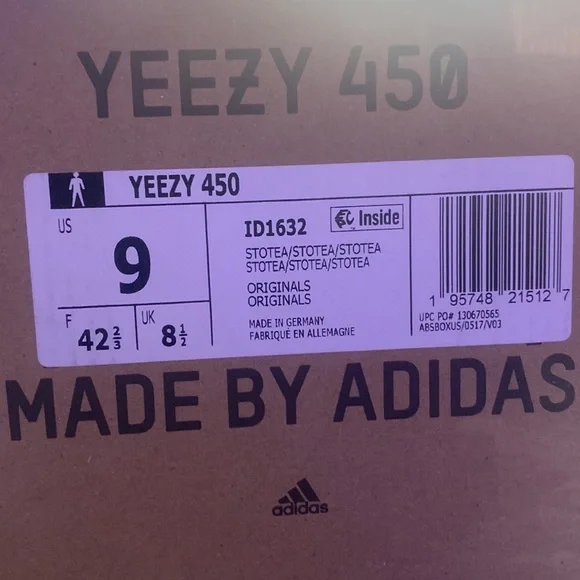 YEEZY 450
YEEZY 450
US
9
F
42 2/3
UK
8 1/2
ID1632
Inside
STOTEA/STOTEA/STOTEA
STOTEA/STOTEA/STOTEA
ORIGINALS
ORIGINALS
MADE IN GERMANY
FABRIQUÉ EN ALLEMAGNE
1 95748 21512 7
UPC PO# 130670565
ABSBOXUS/0517/V03
MADE BY ADIDAS
adidas